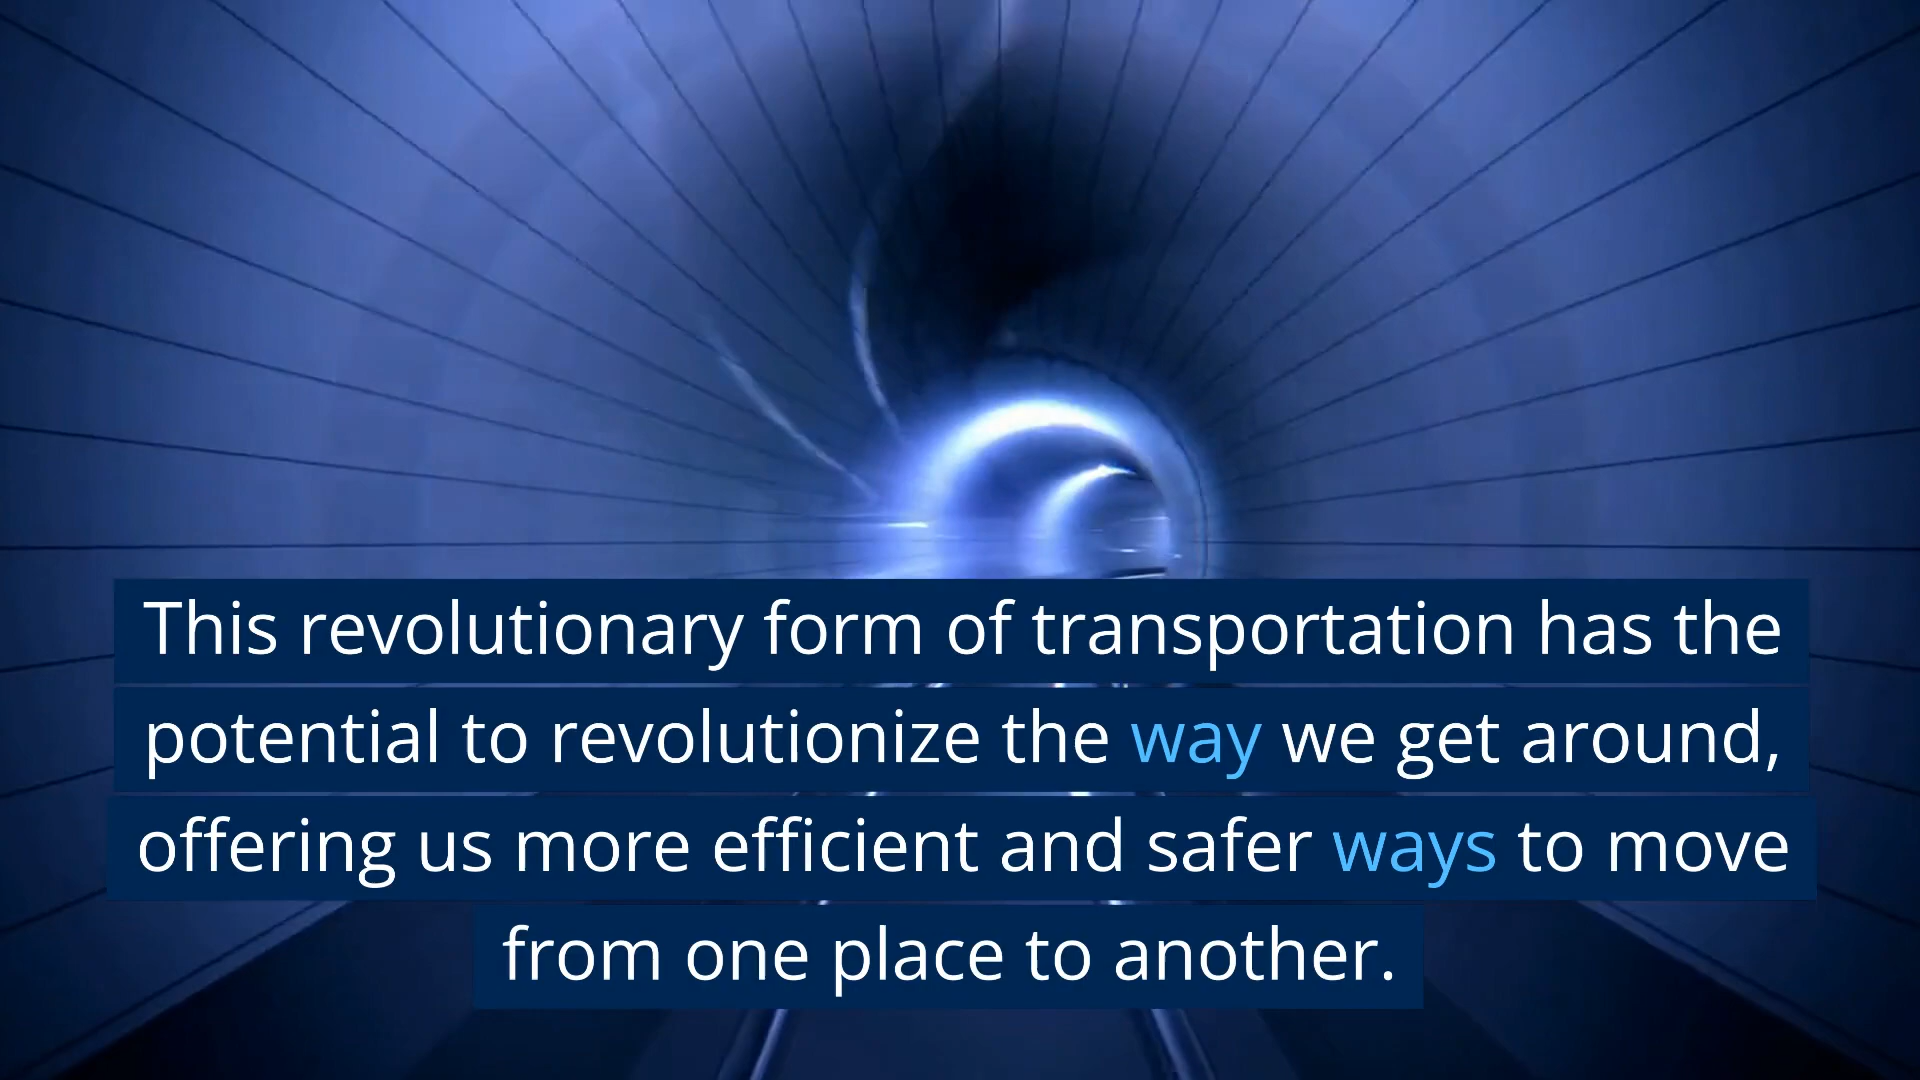 This revolutionary form of transportation has the
potential to revolutionize the way we get around,
offering us more efficient and safer ways to move
from one place to another.